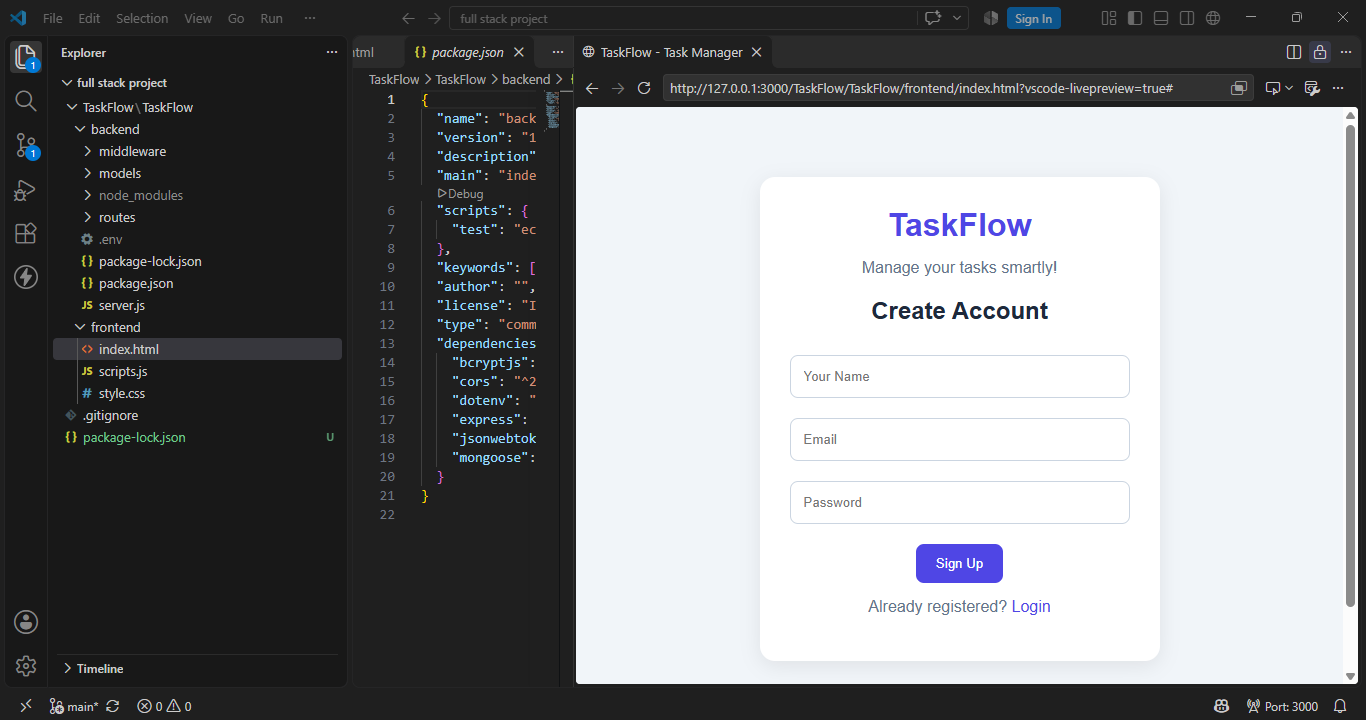 File Edit Selection View Go Run ··· full stack project Sign In
Explorer ···
full stack project
TaskFlow \ TaskFlow
backend
middleware
models
node_modules
routes
.env
{} package-lock.json
{} package.json
JS server.js
frontend
<> index.html
JS scripts.js
# style.css
.gitignore
{} package-lock.json U
Timeline
html {} package.json ···
TaskFlow > TaskFlow > backend >
1 {
2 "name": "back
3 "version": "1
4 "description"
5 "main": "inde
Debug
6 "scripts": {
7 "test": "ec
8 },
9 "keywords": [
10 "author": "",
11 "license": "I
12 "type": "comm
13 "dependencies
14 "bcryptjs":
15 "cors": "^2
16 "dotenv": "
17 "express":
18 "jsonwebtok
19 "mongoose":
20 }
21 }
22
TaskFlow - Task Manager
http://127.0.0.1:3000/TaskFlow/TaskFlow/frontend/index.html?vscode-livepreview=true#
TaskFlow
Manage your tasks smartly!
Create Account
Your Name
Email
Password
Sign Up
Already registered? Login
1
1
main* 0 0 Port: 3000